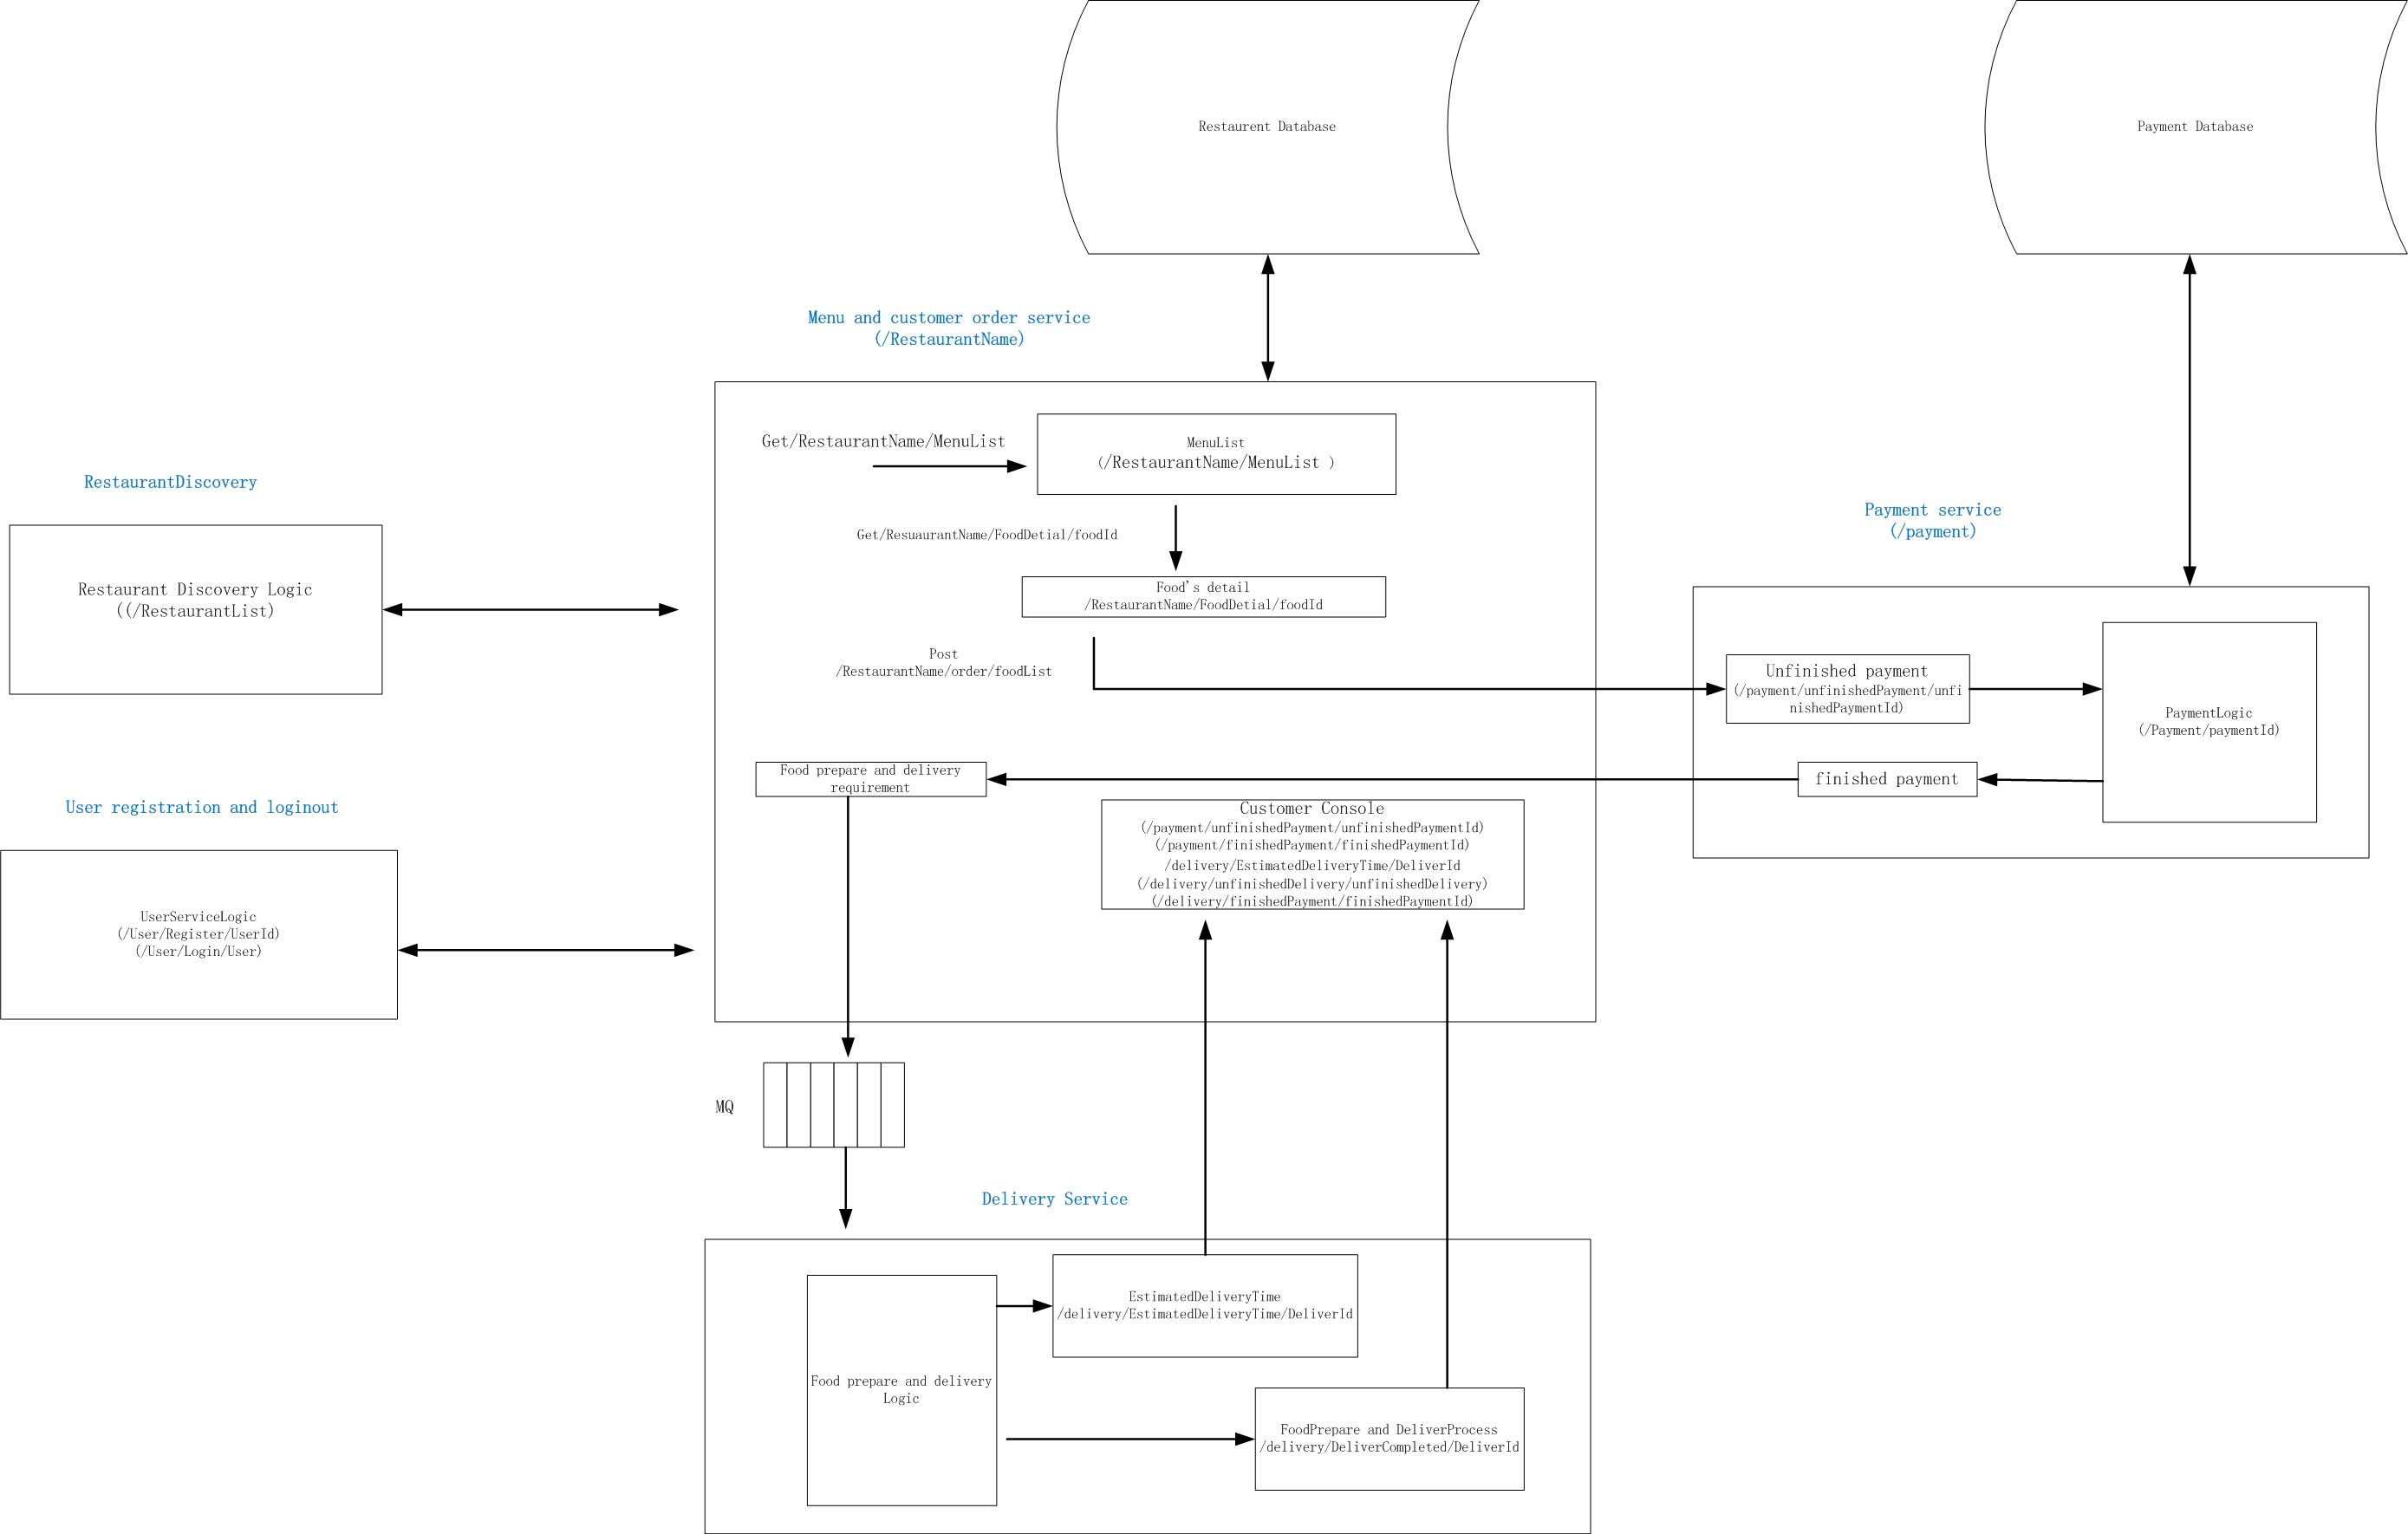 Restaurent Database
Payment Database
Menu and customer order service
(/RestaurantName)
Get/RestaurantName/MenuList
MenuList
(/RestaurantName/MenuList )
RestaurantDiscovery
Restaurant Discovery Logic
((/RestaurantList)
Get/ResuaurantName/FoodDetial/foodId
Food's detail
/RestaurantName/FoodDetial/foodId
Payment service
(/payment)
Post
/RestaurantName/order/foodList
Unfinished payment
(/payment/unfinishedPayment/unfi
nishedPaymentId)
PaymentLogic
(/Payment/paymentId)
Food prepare and delivery
requirement
finished payment
User registration and loginout
Customer Console
(/payment/unfinishedPayment/unfinishedPaymentId)
(/payment/finishedPayment/finishedPaymentId)
/delivery/EstimatedDeliveryTime/DeliverId
(/delivery/unfinishedDelivery/unfinishedDelivery)
(/delivery/finishedPayment/finishedPaymentId)
UserServiceLogic
(/User/Register/UserId)
(/User/Login/User)
MQ
Delivery Service
EstimatedDeliveryTime
/delivery/EstimatedDeliveryTime/DeliverId
Food prepare and delivery
Logic
FoodPrepare and DeliverProcess
/delivery/DeliverCompleted/DeliverId